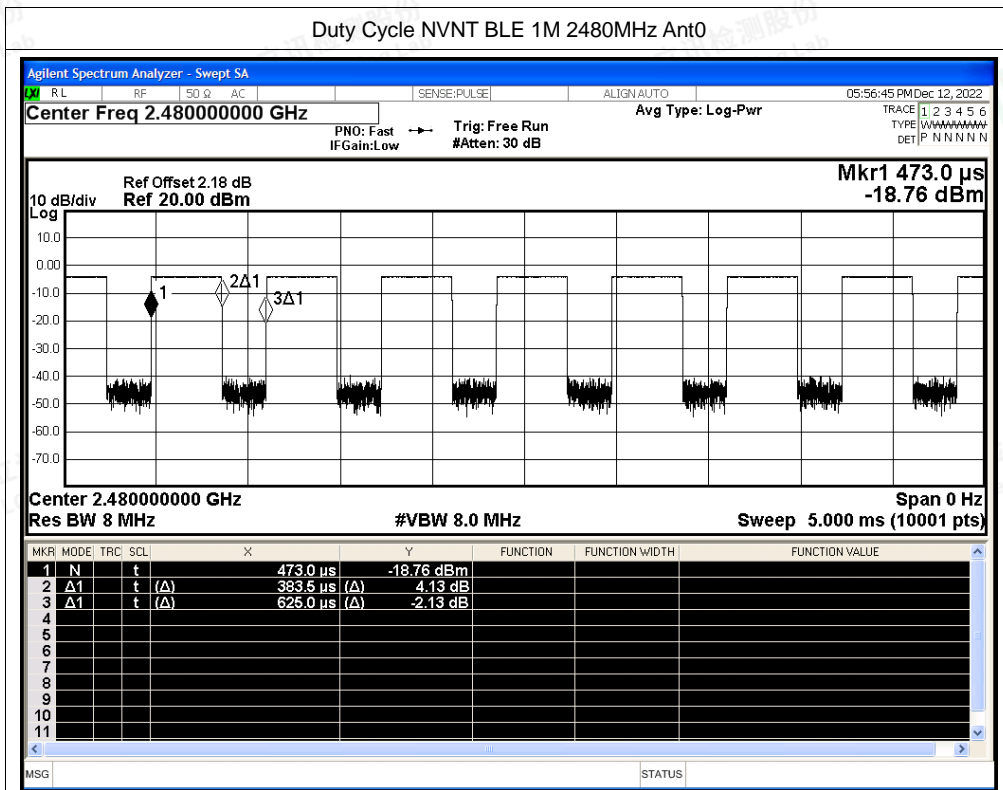 Duty Cycle NVNT BLE 1M 2480MHz Ant0
Agilent Spectrum Analyzer - Swept SA
LXI RL RF 50 Ω AC SENSE:PULSE ALIGN AUTO 05:56:45 PM Dec 12, 2022
Center Freq 2.480000000 GHz
PNO: Fast
IFGain:Low
Trig: Free Run
#Atten: 30 dB
Avg Type: Log-Pwr
TRACE 1 2 3 4 5 6
TYPE WWWWWW
DET P N N N N N
Mkr1 473.0 µs
-18.76 dBm
Ref Offset 2.18 dB
10 dB/div Ref 20.00 dBm
Log
10.0
0.00
-10.0
-20.0
-30.0
-40.0
-50.0
-60.0
-70.0
1
2Δ1
3Δ1
Center 2.480000000 GHz Span 0 Hz
Res BW 8 MHz #VBW 8.0 MHz Sweep 5.000 ms (10001 pts)
MKR MODE TRC SCL X Y FUNCTION FUNCTION WIDTH FUNCTION VALUE
1 N t 473.0 µs -18.76 dBm
2 Δ1 t (Δ) 383.5 µs (Δ) 4.13 dB
3 Δ1 t (Δ) 625.0 µs (Δ) -2.13 dB
4
5
6
7
8
9
10
11
MSG STATUS